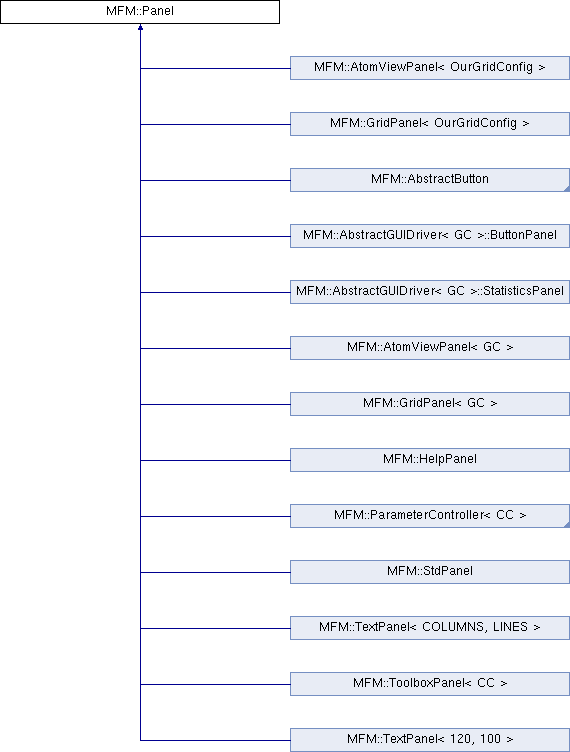 MFM::Panel
MFM::AtomViewPanel< OurGridConfig >
MFM::GridPanel< OurGridConfig >
MFM::AbstractButton
MFM::AbstractGUIDriver< GC >::ButtonPanel
MFM::AbstractGUIDriver< GC >::StatisticsPanel
MFM::AtomViewPanel< GC >
MFM::GridPanel< GC >
MFM::HelpPanel
MFM::ParameterController< CC >
MFM::StdPanel
MFM::TextPanel< COLUMNS, LINES >
MFM::ToolboxPanel< CC >
MFM::TextPanel< 120, 100 >